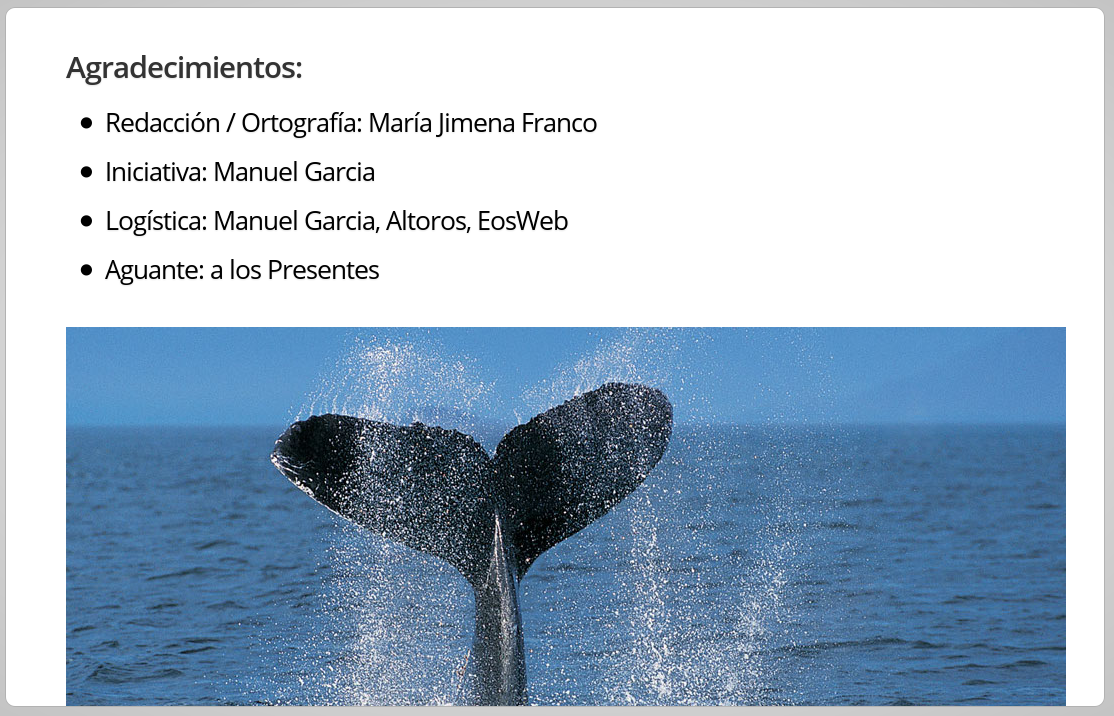 Agradecimientos:
Redacción / Ortografía: María Jimena Franco
Iniciativa: Manuel Garcia
Logística: Manuel Garcia, Altoros, EosWeb
Aguante: a los Presentes